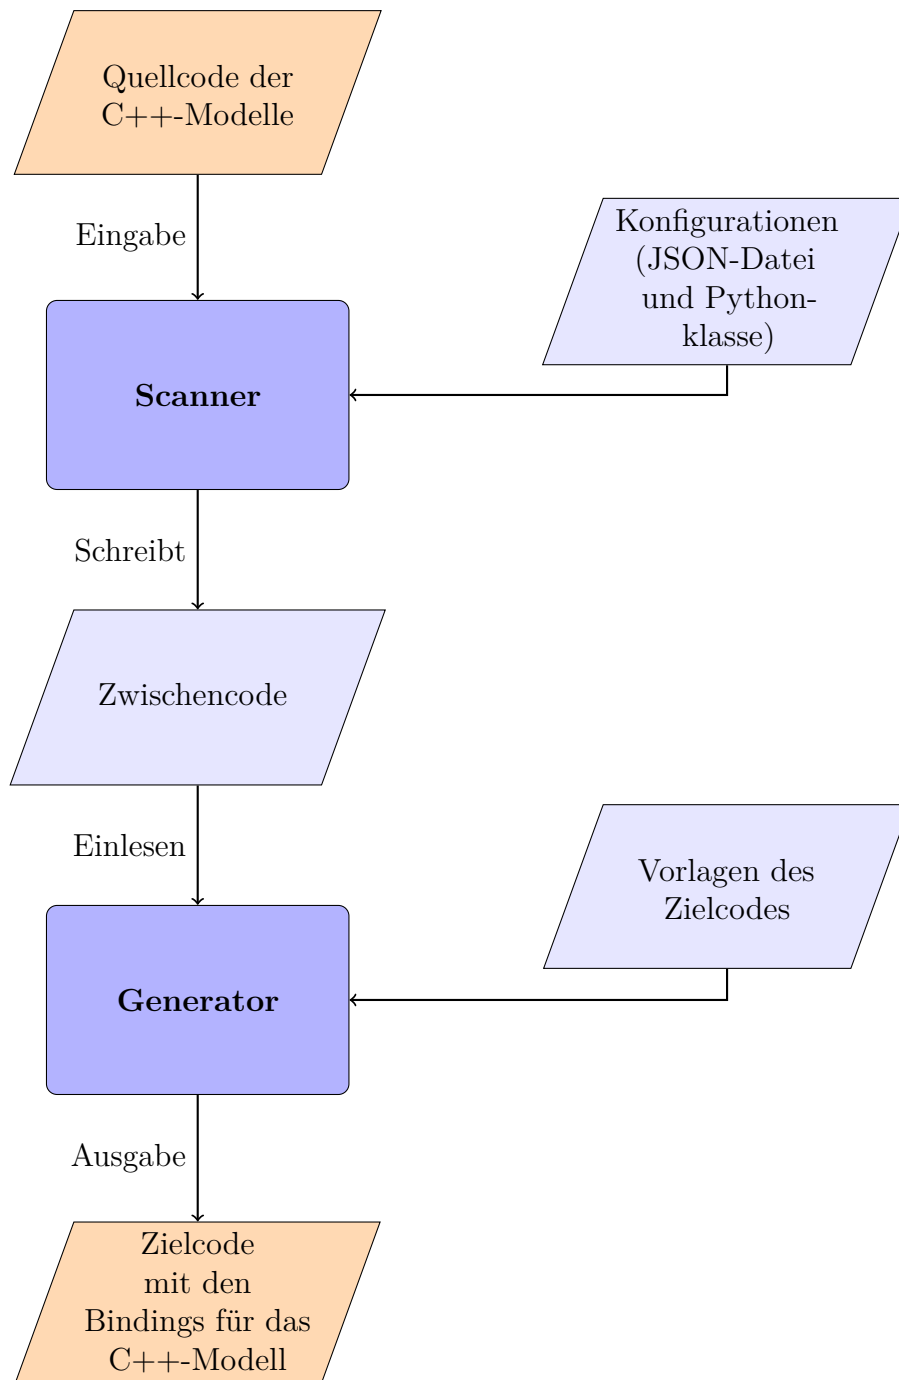 Quellcode der
C++-Modelle
Eingabe
Konfigurationen
(JSON-Datei
und Python-
klasse)
Scanner
Schreibt
Zwischencode
Einlesen
Vorlagen des
Zielcodes
Generator
Ausgabe
Zielcode
mit den
Bindings für das
C++-Modell